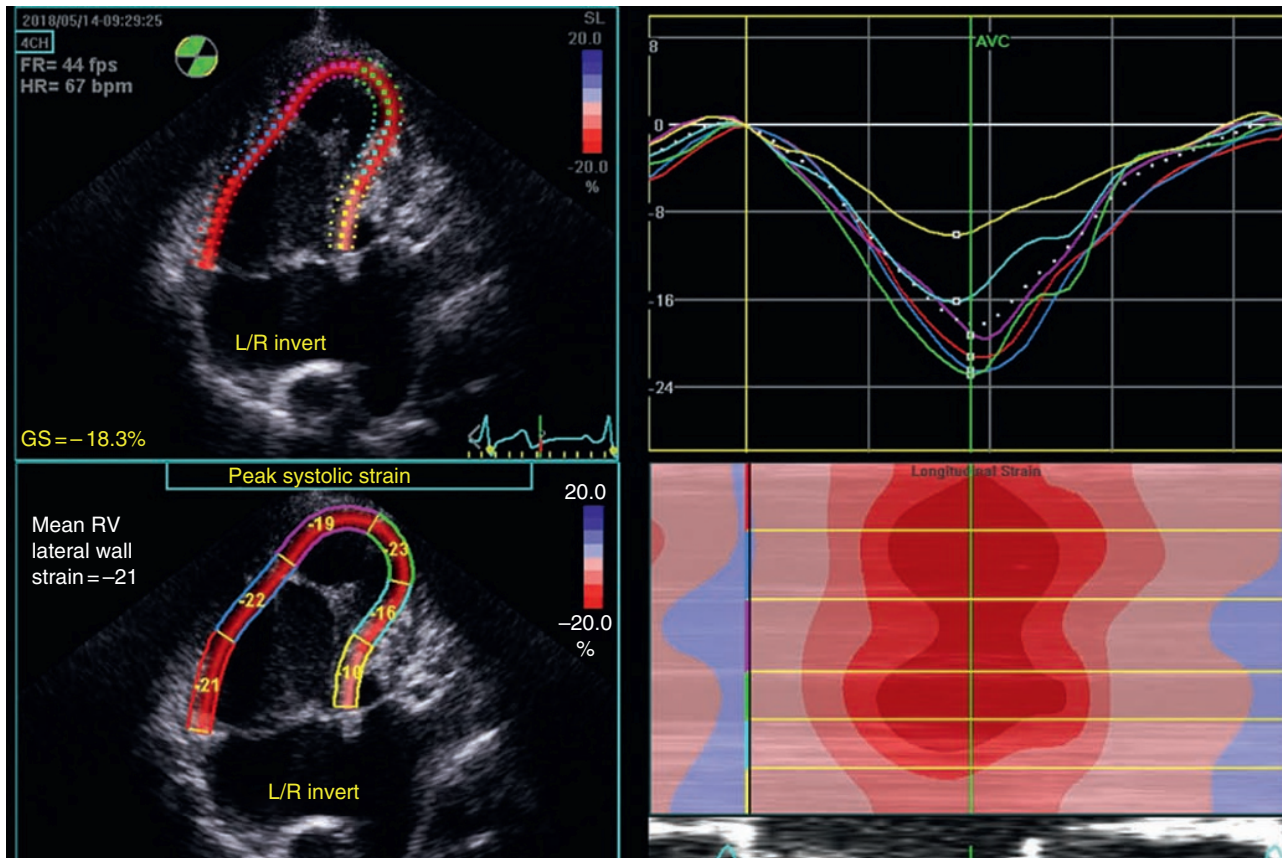 2018/05/14-09:29:25
4CH
FR= 44 fps
HR= 67 bpm
SL
20.0
-20.0
%
L/R invert
GS = – 18.3%
AVC
8
0
-8
-16
-24
Peak systolic strain
Mean RV
lateral wall
strain = –21
20.0
–20.0
%
-19
-23
-22
-16
-21
-10
L/R invert
Longitudinal Strain